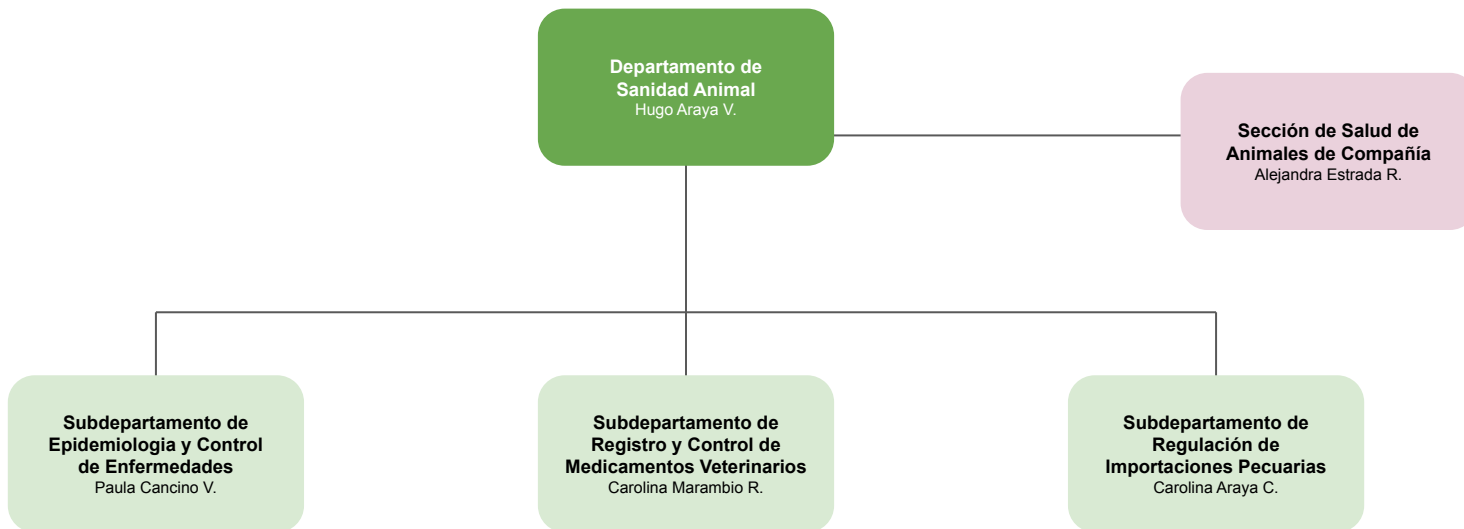 Departamento de
Sanidad Animal
Hugo Araya V.
Sección de Salud de
Animales de Compañía
Alejandra Estrada R.
Subdepartamento de
Epidemiologia y Control
de Enfermedades
Paula Cancino V.
Subdepartamento de
Registro y Control de
Medicamentos Veterinarios
Carolina Marambio R.
Subdepartamento de
Regulación de
Importaciones Pecuarias
Carolina Araya C.